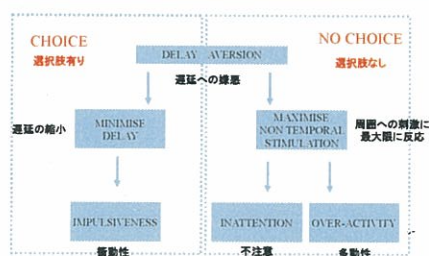 CHOICE
選択肢有り
NO CHOICE
選択肢なし
DELAY AVERSION
遅延への嫌悪
遅延の縮小
MINIMISE
DELAY
MAXIMISE
NON TEMPORAL
STIMULATION
周囲への刺激に
最大限に反応
IMPULSIVENESS
INATTENTION
OVER-ACTIVITY
衝動性
不注意
多動性